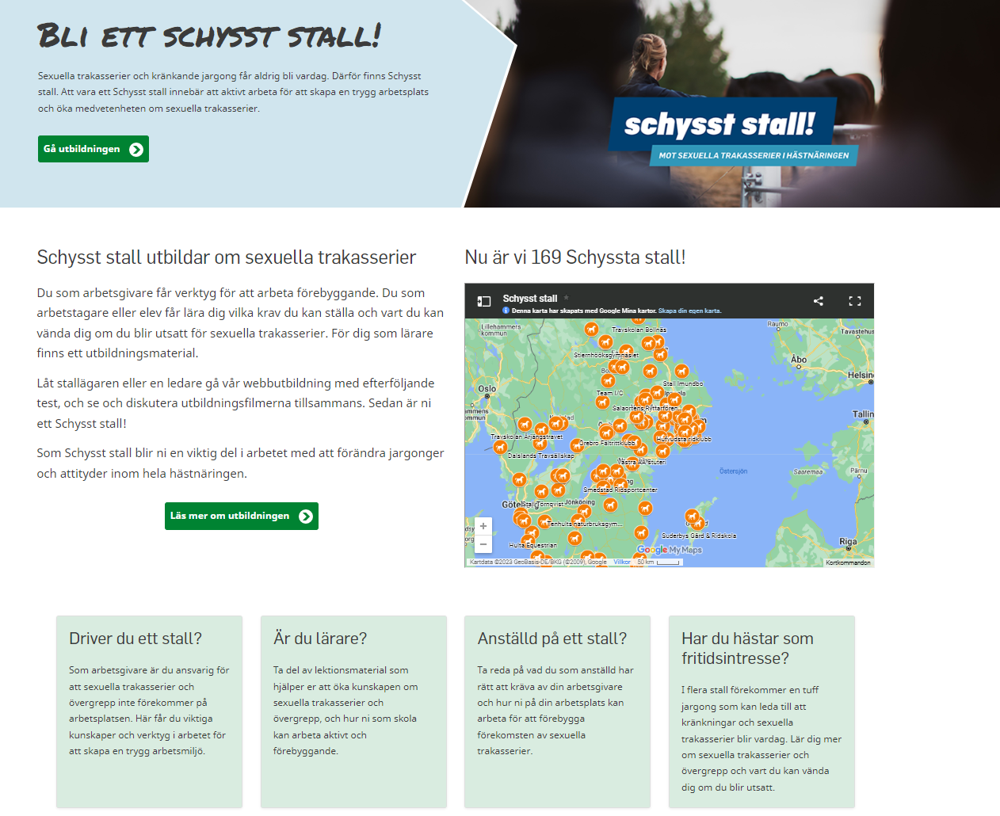 Bli ett schysst stall!
Sexuella trakasserier och kränkande jargong får aldrig bli vardag. Därför finns Schysst
stall. Att vara ett Schysst stall innebär att aktivt arbeta för att skapa en trygg arbetsplats
och öka medvetenheten om sexuella trakasserier.
Gå utbildningen
schysst stall!
MOT SEXUELLA TRAKASSERIER I HÄSTNÄRINGEN
Schysst stall utbildar om sexuella trakasserier
Du som arbetsgivare får verktyg för att arbeta förebyggande. Du som
arbetstagare eller elev får lära dig vilka krav du kan ställa och vart du kan
vända dig om du blir utsatt för sexuella trakasserier. För dig som lärare
finns ett utbildningsmaterial.
Låt stallägaren eller en ledare gå vår webbutbildning med efterföljande
test, och se och diskutera utbildningsfilmerna tillsammans. Sedan är ni
ett Schysst stall!
Som Schysst stall blir ni en viktig del i arbetet med att förändra jargonger
och attityder inom hela hästnäringen.
Läs mer om utbildningen
Nu är vi 169 Schyssta stall!
Schysst stall
Denna karta har skapats med Google Mina kartor. Skapa din egen karta.
Lillehammers
kommun
Travskolan Bollnäs
Raumo
Tavastehus
Stiernhööksgymnasiet
Åbo
Helsin
Stall Imundbo
Oslo
Team I/C
Salaortens Ryttarfören...
Tallin
Travskolan Årjängstravet
Örebro Fältrittklubb
Hufvudsta ridklubb
Dalslands Travsällskap
Västra AA stuteri
Östersjön
Saaremaa
Pärnu
Smedstad Ridsportcenter
Stall Törnqvist
Jönköping
Tenhults naturbruksgym...
Suderbys Gård & Ridskola
Riga
Hulta Equestrian
Google My Maps
Kartdata ©2023 GeoBasis-DE/BKG (©2009), Google
Villkor
50 km
Kortkommandon
Driver du ett stall?
Som arbetsgivare är du ansvarig för
att sexuella trakasserier och
övergrepp inte förekommer på
arbetsplatsen. Här får du viktiga
kunskaper och verktyg i arbetet för
att skapa en trygg arbetsmiljö.
Är du lärare?
Ta del av lektionsmaterial som
hjälper er att öka kunskapen om
sexuella trakasserier och
övergrepp, och hur ni som skola
kan arbeta aktivt och
förebyggande.
Anställd på ett stall?
Ta reda på vad du som anställd har
rätt att kräva av din arbetsgivare
och hur ni på din arbetsplats kan
arbeta för att förebygga
förekomsten av sexuella
trakasserier.
Har du hästar som
fritidsintresse?
I flera stall förekommer en tuff
jargong som kan leda till att
kränkningar och sexuella
trakasserier blir vardag. Lär dig mer
om sexuella trakasserier och
övergrepp och vart du kan vända
dig om du blir utsatt.